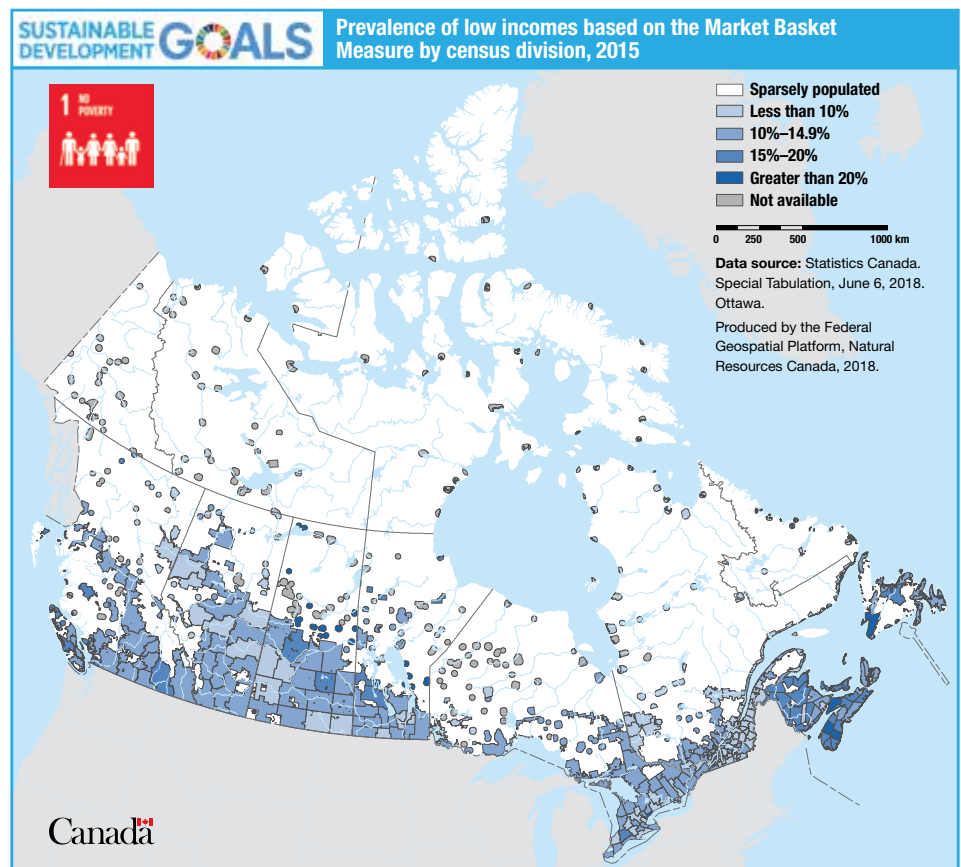 SUSTAINABLE
DEVELOPMENT
GOALS
Prevalence of low incomes based on the Market Basket
Measure by census division, 2015
1 NO
POVERTY
Sparsely populated
Less than 10%
10%–14.9%
15%–20%
Greater than 20%
Not available
0 250 500 1000 km
Data source: Statistics Canada.
Special Tabulation, June 6, 2018.
Ottawa.
Produced by the Federal
Geospatial Platform, Natural
Resources Canada, 2018.
Canada